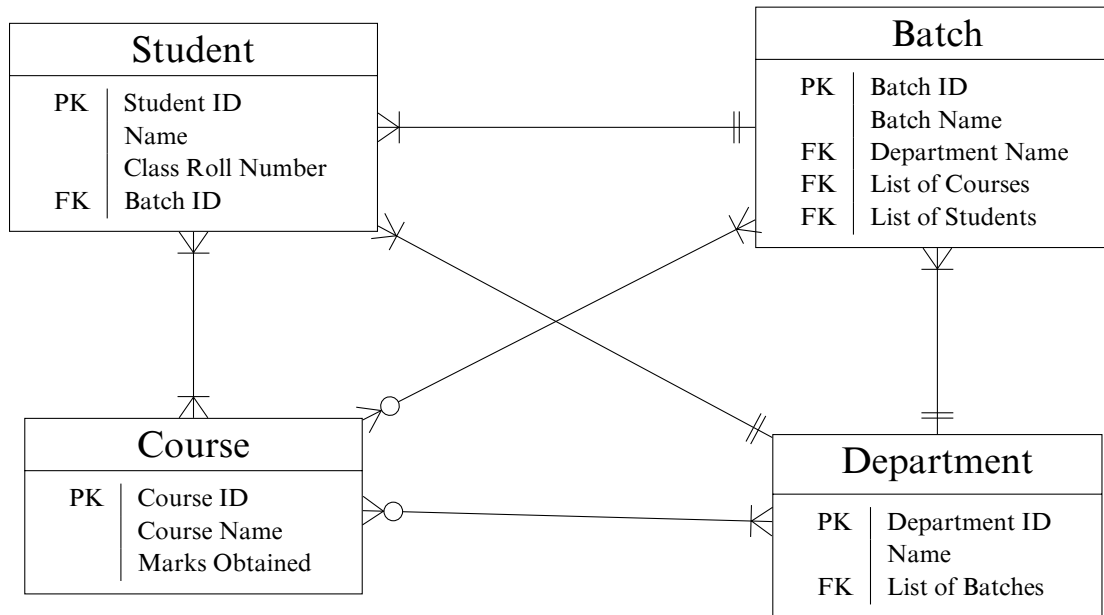 Student
PK Student ID
Name
Class Roll Number
FK Batch ID
Batch
PK Batch ID
Batch Name
FK Department Name
FK List of Courses
FK List of Students
Course
PK Course ID
Course Name
Marks Obtained
Department
PK Department ID
Name
FK List of Batches